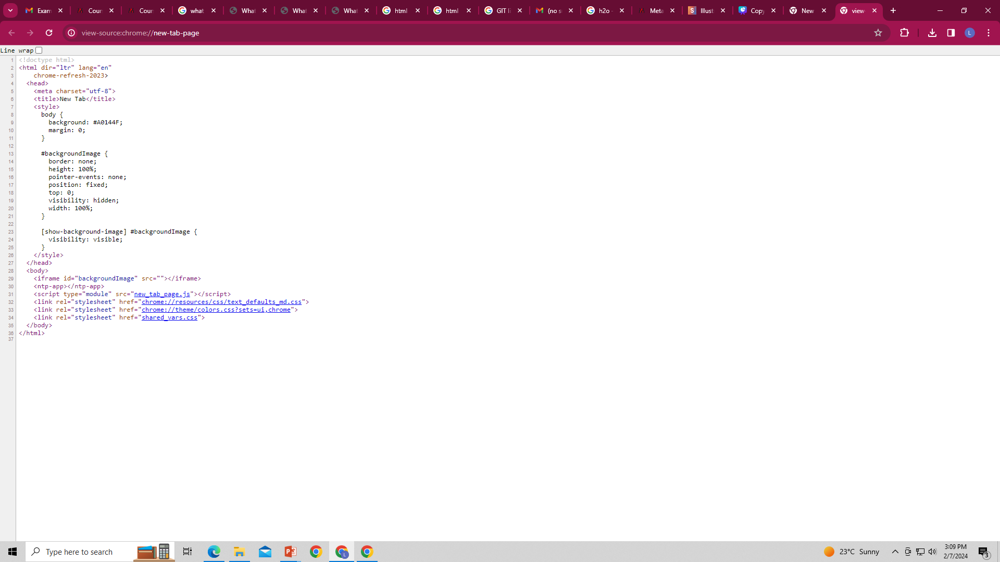 Exam Cour Cour what What What What html html GIT li (no s h2o - Meta Illust Copy New view-
view-source:chrome://new-tab-page
L
Line wrap
1 <!doctype html>
2 <html dir="ltr" lang="en"
3 chrome-refresh-2023>
4 <head>
5 <meta charset="utf-8">
6 <title>New Tab</title>
7 <style>
8 body {
9 background: #A0144F;
10 margin: 0;
11 }
12
13 #backgroundImage {
14 border: none;
15 height: 100%;
16 pointer-events: none;
17 position: fixed;
18 top: 0;
19 visibility: hidden;
20 width: 100%;
21 }
22
23 [show-background-image] #backgroundImage {
24 visibility: visible;
25 }
26 </style>
27 </head>
28 <body>
29 <iframe id="backgroundImage" src=""></iframe>
30 <ntp-app></ntp-app>
31 <script type="module" src="new_tab_page.js"></script>
32 <link rel="stylesheet" href="chrome://resources/css/text_defaults_md.css">
33 <link rel="stylesheet" href="chrome://theme/colors.css?sets=ui,chrome">
34 <link rel="stylesheet" href="shared_vars.css">
35 </body>
36 </html>
37
Type here to search
23°C Sunny
3:09 PM
2/7/2024
3